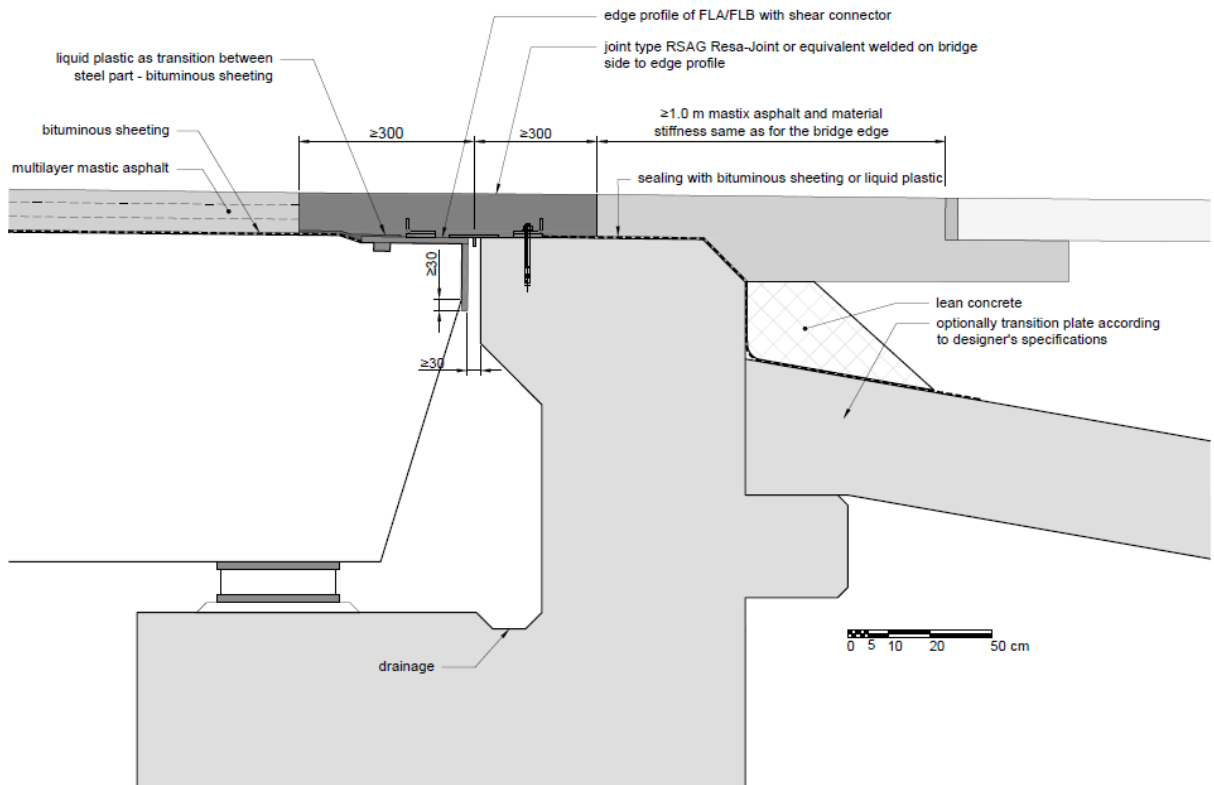 edge profile of FLA/FLB with shear connector
liquid plastic as transition between
steel part - bituminous sheeting
joint type RSAG Resa-Joint or equivalent welded on bridge
side to edge profile
≥1.0 m mastix asphalt and material
stiffness same as for the bridge edge
bituminous sheeting
≥300
≥300
multilayer mastic asphalt
sealing with bituminous sheeting or liquid plastic
≥30
lean concrete
optionally transition plate according
to designer's specifications
≥30
0 5 10 20 50 cm
drainage